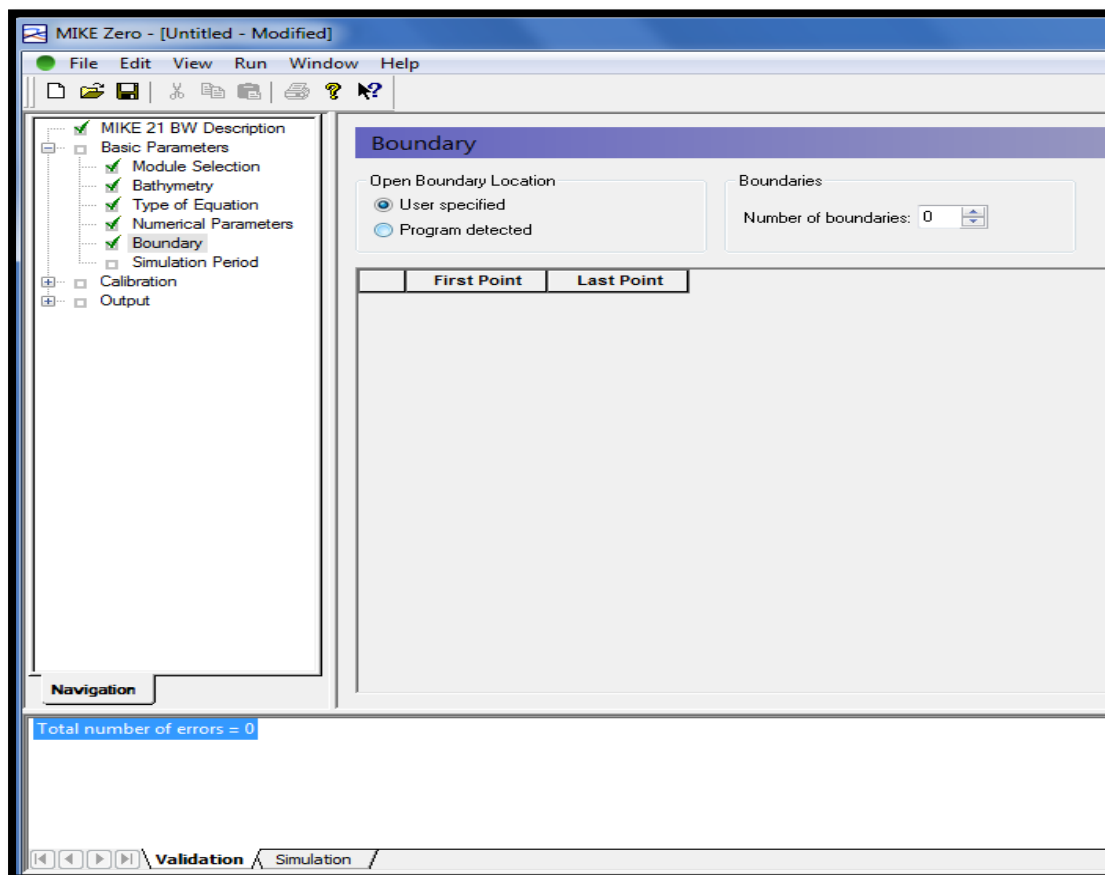 MIKE Zero - [Untitled - Modified]
File Edit View Run Window Help
MIKE 21 BW Description
Basic Parameters
Module Selection
Bathymetry
Type of Equation
Numerical Parameters
Boundary
Simulation Period
Calibration
Output
Navigation
Boundary
Open Boundary Location
User specified
Program detected
Boundaries
Number of boundaries: 0
First Point Last Point
Total number of errors = 0
Validation Simulation